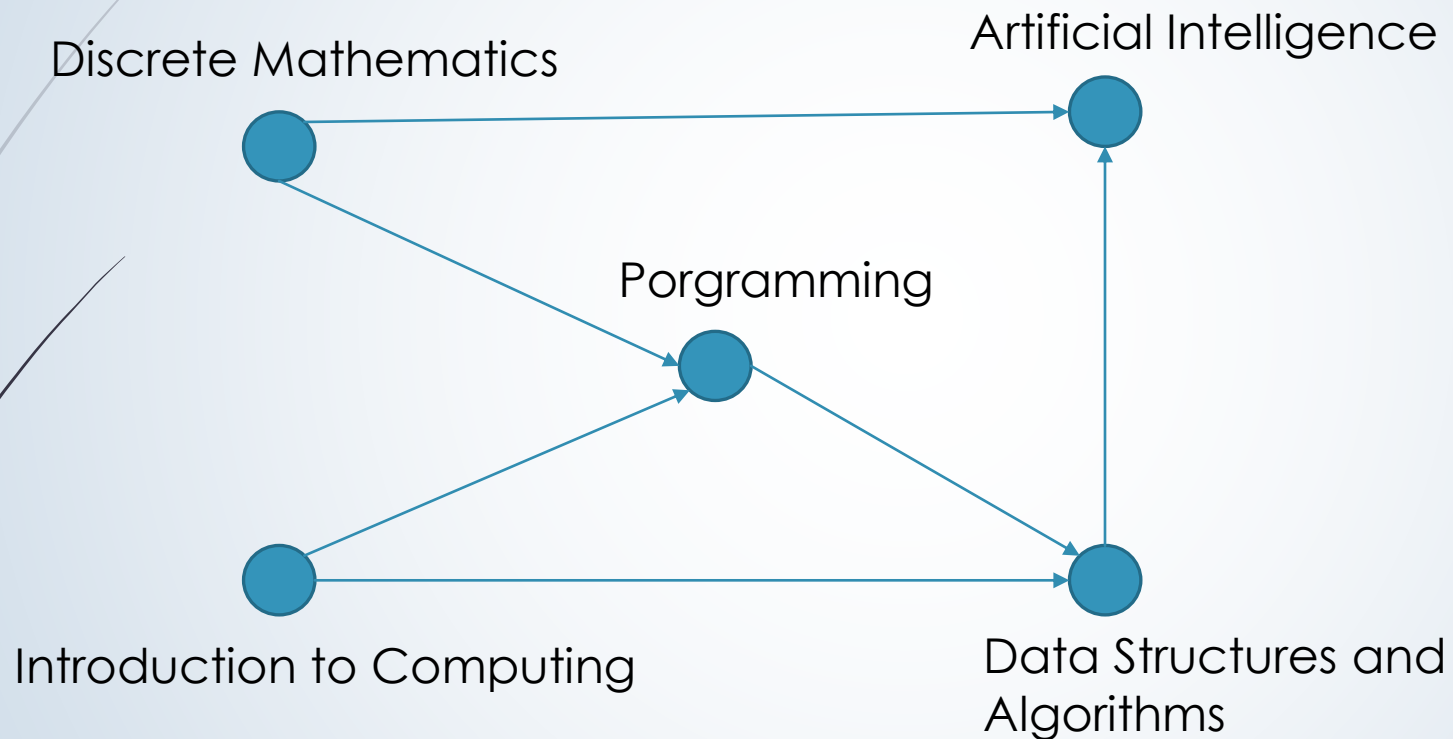 Discrete Mathematics
Artificial Intelligence
Porgramming
Introduction to Computing
Data Structures and
Algorithms